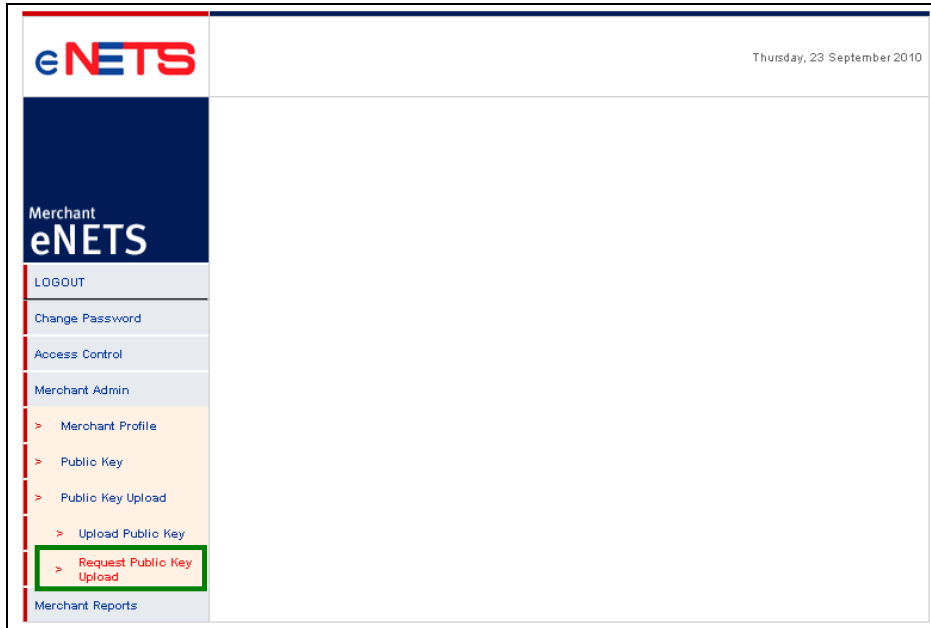 eNETS
Thursday, 23 September 2010
Merchant
eNETS
LOGOUT
Change Password
Access Control
Merchant Admin
> Merchant Profile
> Public Key
> Public Key Upload
> Upload Public Key
> Request Public Key
Upload
Merchant Reports